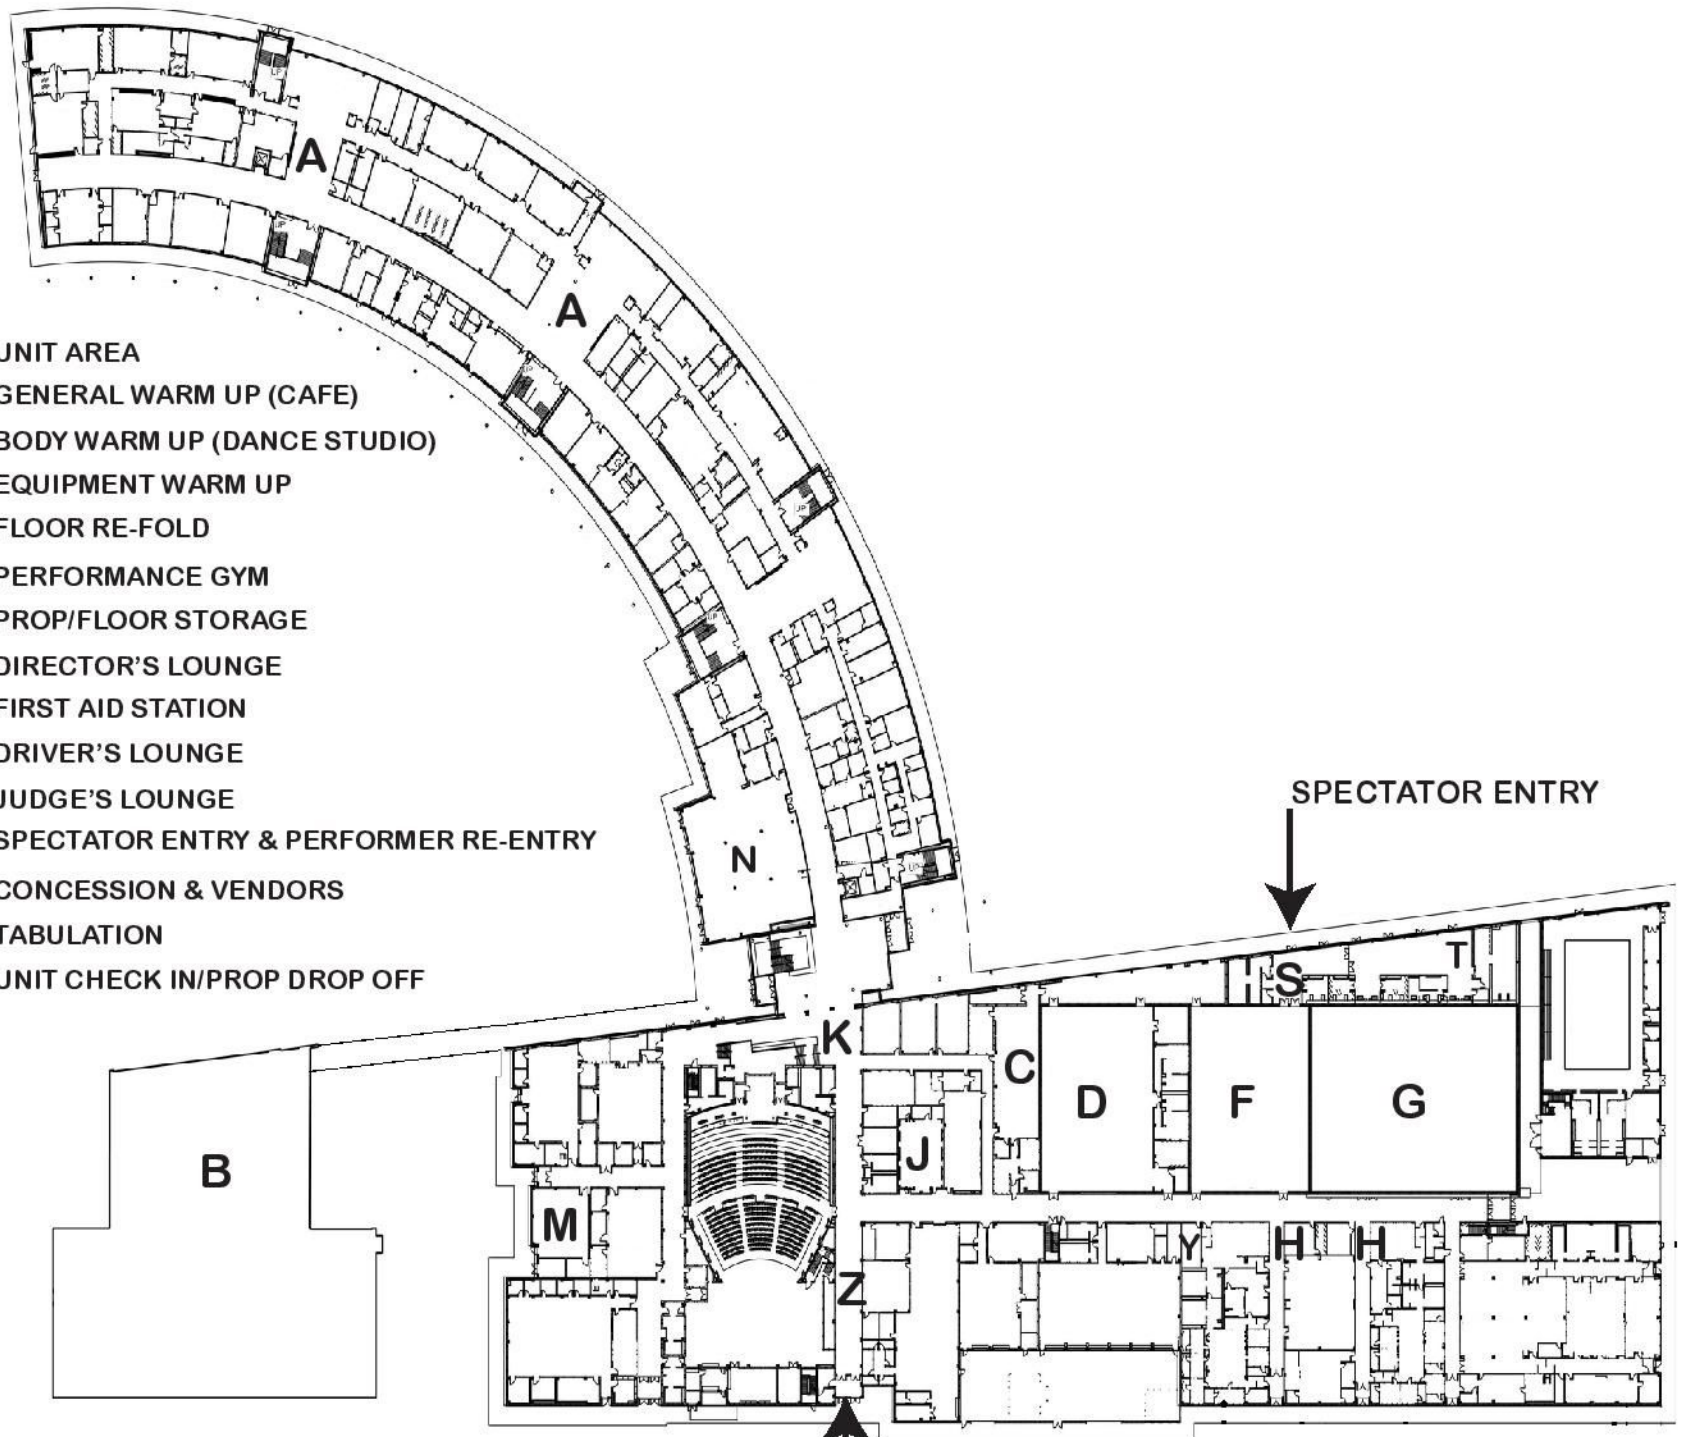 A
A
UNIT AREA
GENERAL WARM UP (CAFE)
BODY WARM UP (DANCE STUDIO)
EQUIPMENT WARM UP
FLOOR RE-FOLD
PERFORMANCE GYM
PROP/FLOOR STORAGE
DIRECTOR'S LOUNGE
FIRST AID STATION
DRIVER'S LOUNGE
JUDGE'S LOUNGE
SPECTATOR ENTRY & PERFORMER RE-ENTRY
CONCESSION & VENDORS
TABULATION
UNIT CHECK IN/PROP DROP OFF
SPECTATOR ENTRY
N
S
T
K
C
D
F
G
J
B
M
Y
H
H
Z